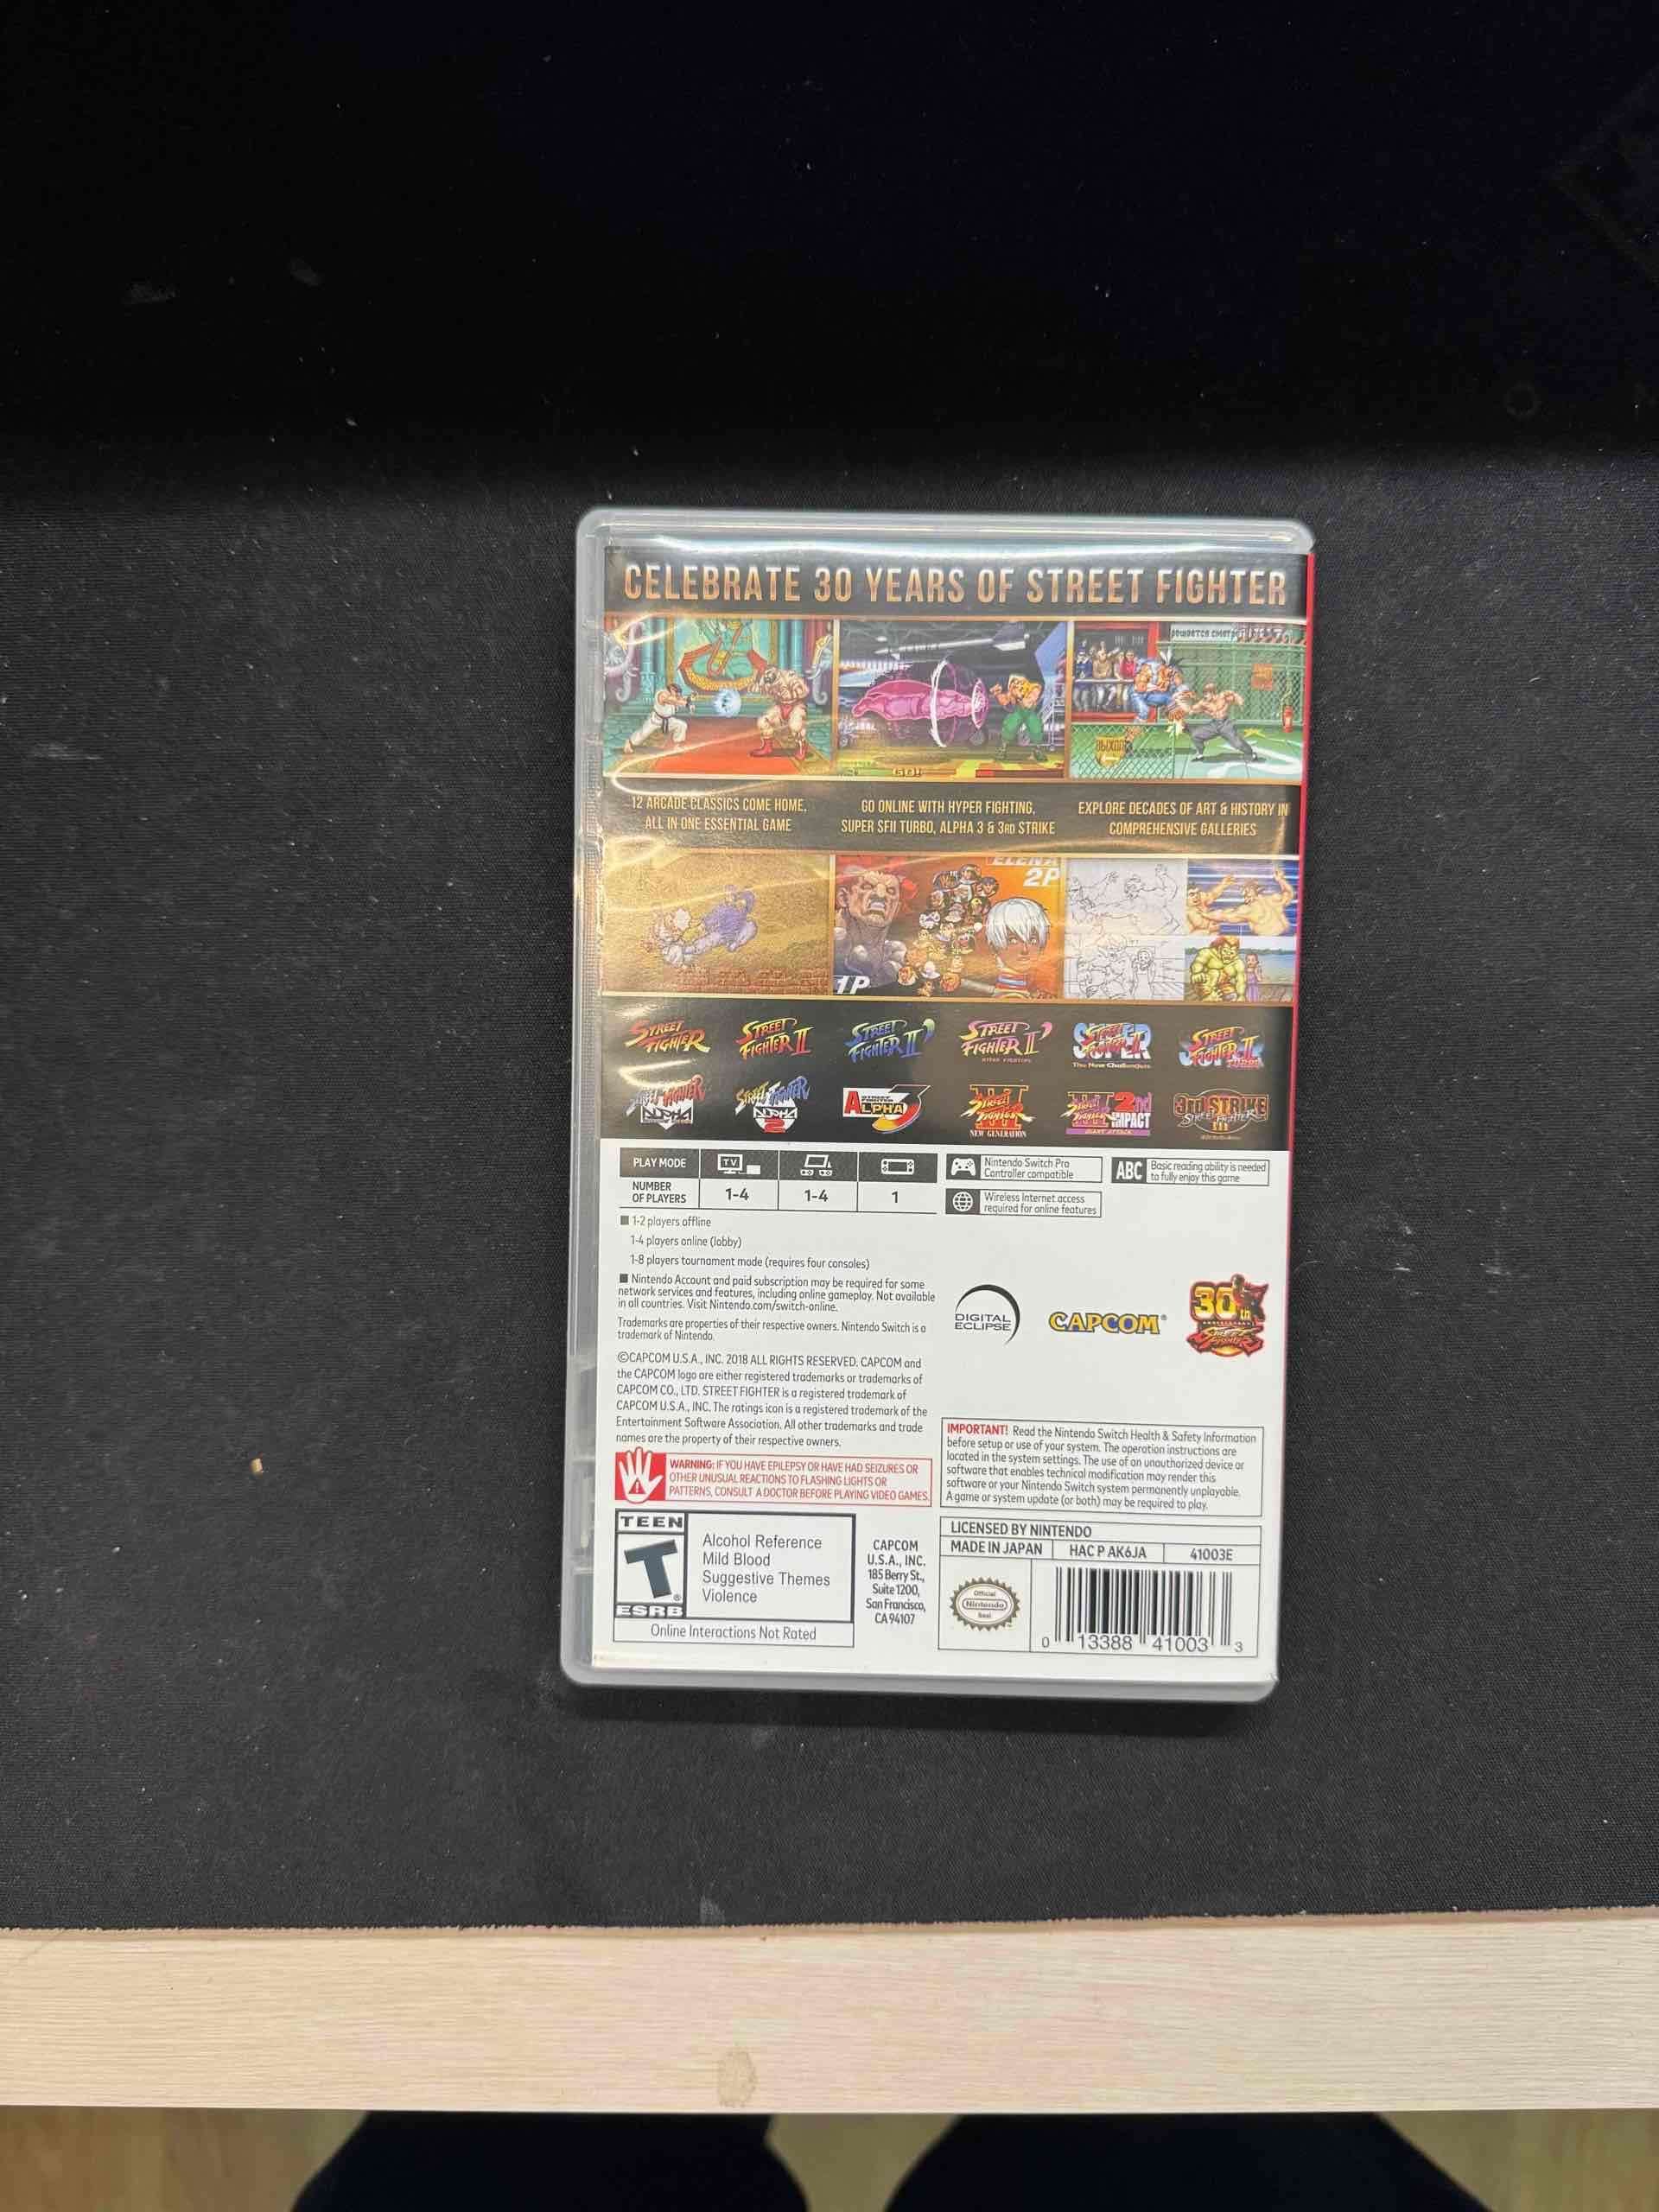 CELEBRATE 30 YEARS OF STREET FIGHTER
GO!
12 ARCADE CLASSICS COME HOME,
ALL IN ONE ESSENTIAL GAME
GO ONLINE WITH HYPER FIGHTING,
SUPER SFII TURBO, ALPHA 3 & 3RD STRIKE
EXPLORE DECADES OF ART & HISTORY IN
COMPREHENSIVE GALLERIES
ELENA
2P
1P
STREET FIGHTER
STREET FIGHTER II
STREET FIGHTER II'
STREET FIGHTER II'
HYPER FIGHTING
SUPER STREET FIGHTER II
The New Challengers
STREET FIGHTER II TURBO
STREET FIGHTER ALPHA
STREET FIGHTER ALPHA 2
STREET FIGHTER ALPHA 3
STREET FIGHTER III
NEW GENERATION
STREET FIGHTER III 2nd IMPACT
GIANT ATTACK
3rd STRIKE
STREET FIGHTER III
PLAY MODE
TV
NUMBER
OF PLAYERS
1-4
1-4
1
Nintendo Switch Pro
Controller compatible
ABC
Basic reading ability is needed
to fully enjoy this game
Wireless Internet access
required for online features
■ 1-2 players offline
1-4 players online (lobby)
1-8 players tournament mode (requires four consoles)
■ Nintendo Account and paid subscription may be required for some
network services and features, including online gameplay. Not available
in all countries. Visit Nintendo.com/switch-online.
Trademarks are properties of their respective owners. Nintendo Switch is a
trademark of Nintendo.
©CAPCOM U.S.A., INC. 2018 ALL RIGHTS RESERVED. CAPCOM and
the CAPCOM logo are either registered trademarks or trademarks of
CAPCOM CO., LTD. STREET FIGHTER is a registered trademark of
CAPCOM U.S.A., INC. The ratings icon is a registered trademark of the
Entertainment Software Association. All other trademarks and trade
names are the property of their respective owners.
DIGITAL
ECLIPSE
CAPCOM®
30th
STREET FIGHTER
WARNING: IF YOU HAVE EPILEPSY OR HAVE HAD SEIZURES OR
OTHER UNUSUAL REACTIONS TO FLASHING LIGHTS OR
PATTERNS, CONSULT A DOCTOR BEFORE PLAYING VIDEO GAMES.
IMPORTANT! Read the Nintendo Switch Health & Safety Information
before setup or use of your system. The operation instructions are
located in the system settings. The use of an unauthorized device or
software that enables technical modification may render this
software or your Nintendo Switch system permanently unplayable.
A game or system update (or both) may be required to play.
TEEN
T
®
ESRB
Alcohol Reference
Mild Blood
Suggestive Themes
Violence
Online Interactions Not Rated
CAPCOM
U.S.A., INC.
185 Berry St.,
Suite 1200,
San Francisco,
CA 94107
LICENSED BY NINTENDO
MADE IN JAPAN
HAC P AK6JA
41003E
Official
Nintendo
Seal
0 13388 41003 3